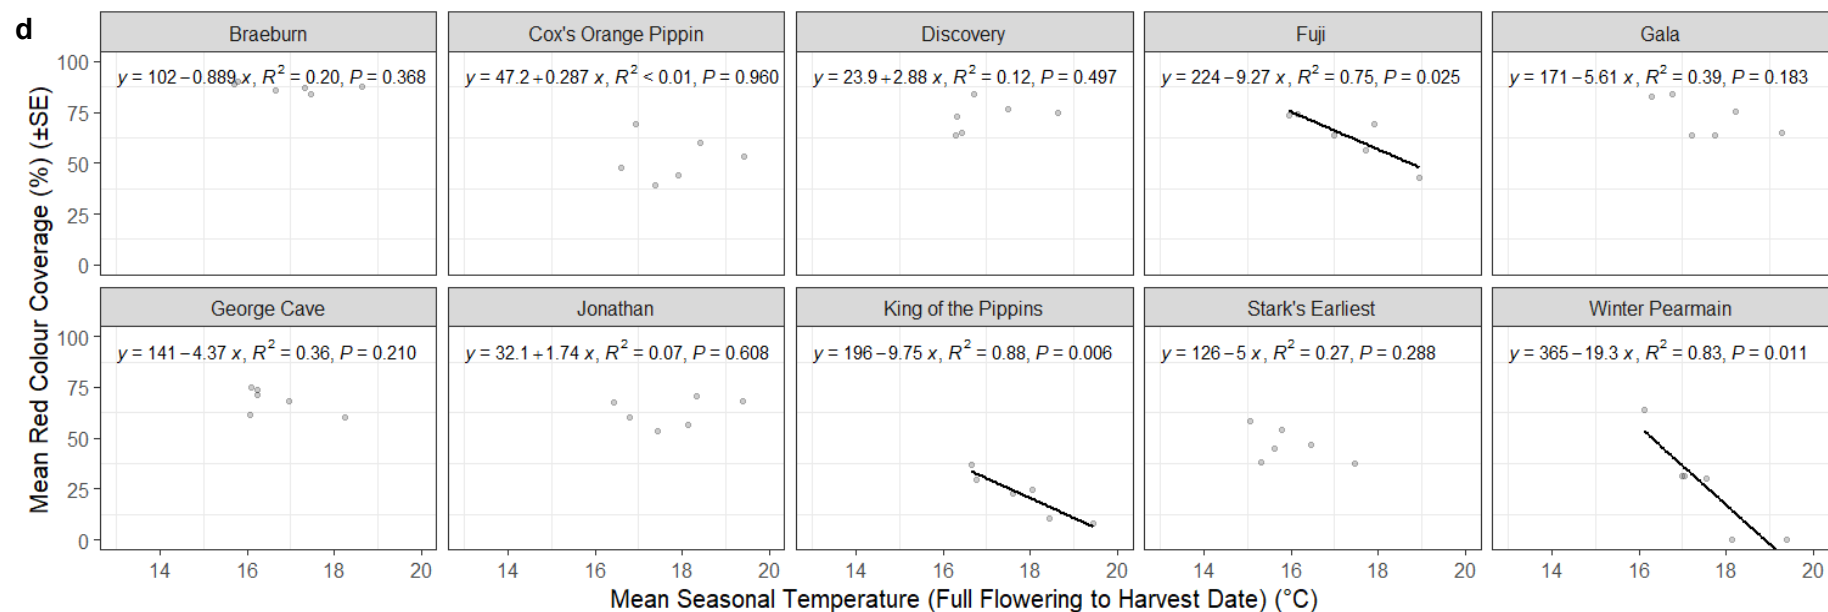 d
Braeburn
Cox's Orange Pippin
Discovery
Fuji
Gala
y = 102 − 0.889 x, R² = 0.20, P = 0.368
y = 47.2 + 0.287 x, R² < 0.01, P = 0.960
y = 23.9 + 2.88 x, R² = 0.12, P = 0.497
y = 224 − 9.27 x, R² = 0.75, P = 0.025
y = 171 − 5.61 x, R² = 0.39, P = 0.183
100
75
50
25
0
George Cave
Jonathan
King of the Pippins
Stark's Earliest
Winter Pearmain
y = 141 − 4.37 x, R² = 0.36, P = 0.210
y = 32.1 + 1.74 x, R² = 0.07, P = 0.608
y = 196 − 9.75 x, R² = 0.88, P = 0.006
y = 126 − 5 x, R² = 0.27, P = 0.288
y = 365 − 19.3 x, R² = 0.83, P = 0.011
100
75
50
25
0
14 16 18 20
14 16 18 20
14 16 18 20
14 16 18 20
14 16 18 20
Mean Red Colour Coverage (%) (±SE)
Mean Seasonal Temperature (Full Flowering to Harvest Date) (°C)